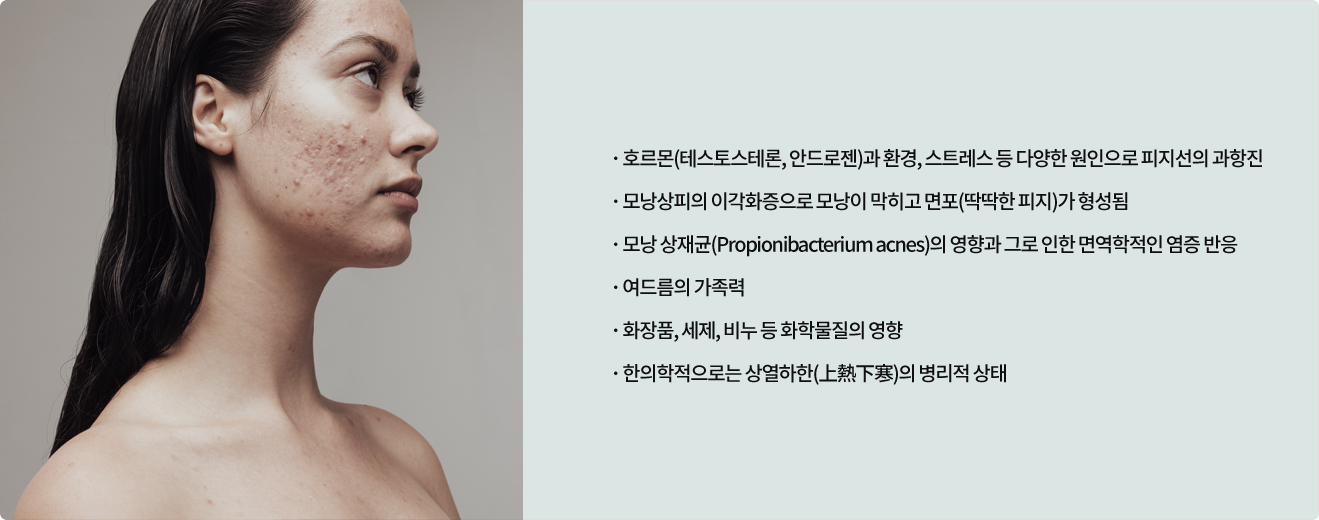 · 호르몬(테스토스테론, 안드로젠)과 환경, 스트레스 등 다양한 원인으로 피지선의 과항진
· 모낭상피의 이각화증으로 모낭이 막히고 면포(딱딱한 피지)가 형성됨
· 모낭 상재균(Propionibacterium acnes)의 영향과 그로 인한 면역학적인 염증 반응
· 여드름의 가족력
· 화장품, 세제, 비누 등 화학물질의 영향
· 한의학적으로는 상열하한(上熱下寒)의 병리적 상태